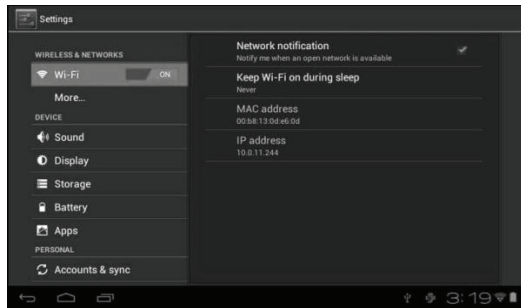 Settings
WIRELESS & NETWORKS
Wi-Fi ON
More...
DEVICE
Sound
Display
Storage
Battery
Apps
PERSONAL
Accounts & sync
Network notification
Notify me when an open network is available
Keep Wi-Fi on during sleep
Never
MAC address
00:b8:13:0d:e6:0d
IP address
10.0.11.244
3:19